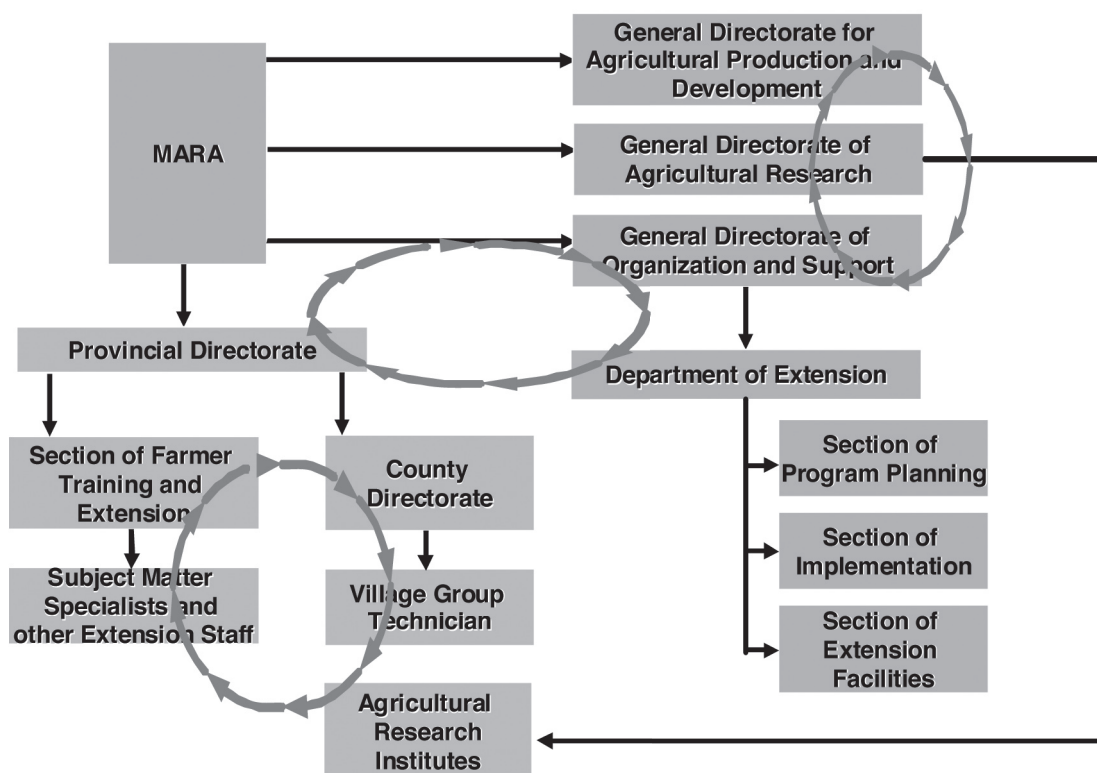 MARA
General Directorate for
Agricultural Production and
Development
General Directorate of
Agricultural Research
General Directorate of
Organization and Support
Provincial Directorate
Department of Extension
Section of Farmer
Training and
Extension
County
Directorate
Section of
Program Planning
Subject Matter
Specialists and
other Extension Staff
Village Group
Technician
Section of
Implementation
Section of
Extension
Facilities
Agricultural
Research
Institutes